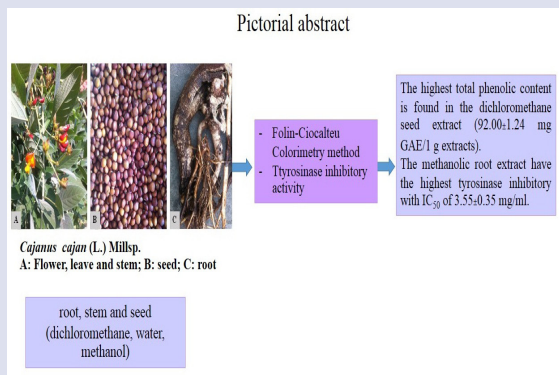 Pictorial abstract
A
B
C
Cajanus cajan (L.) Millsp.
A: Flower, leave and stem; B: seed; C: root
root, stem and seed
(dichloromethane, water,
methanol)
- Folin-Ciocalteu
Colorimetry method
- Ttyrosinase inhibitory
activity
The highest total phenolic content
is found in the dichloromethane
seed extract (92.00±1.24 mg
GAE/1 g extracts).
The methanolic root extract have
the highest tyrosinase inhibitory
with IC50 of 3.55±0.35 mg/ml.